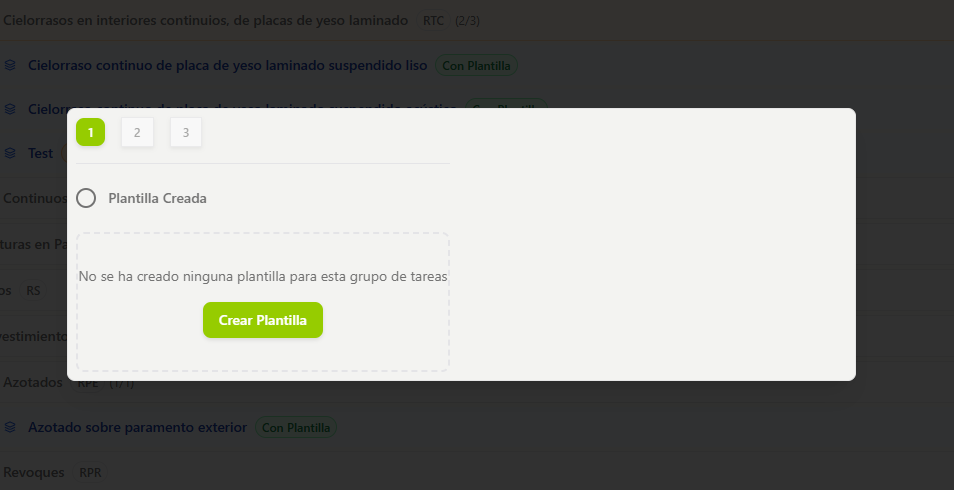 Cielorrasos en interiores continuios, de placas de yeso laminado RTC (2/3)
Cielorraso continuo de placa de yeso laminado suspendido liso Con Plantilla
1 2 3
Test
Continuos
Plantilla Creada
turas en Pa
No se ha creado ninguna plantilla para esta grupo de tareas
os RS
Crear Plantilla
vestimiento
Azotados RPE (1/1)
Azotado sobre paramento exterior Con Plantilla
Revoques RPR